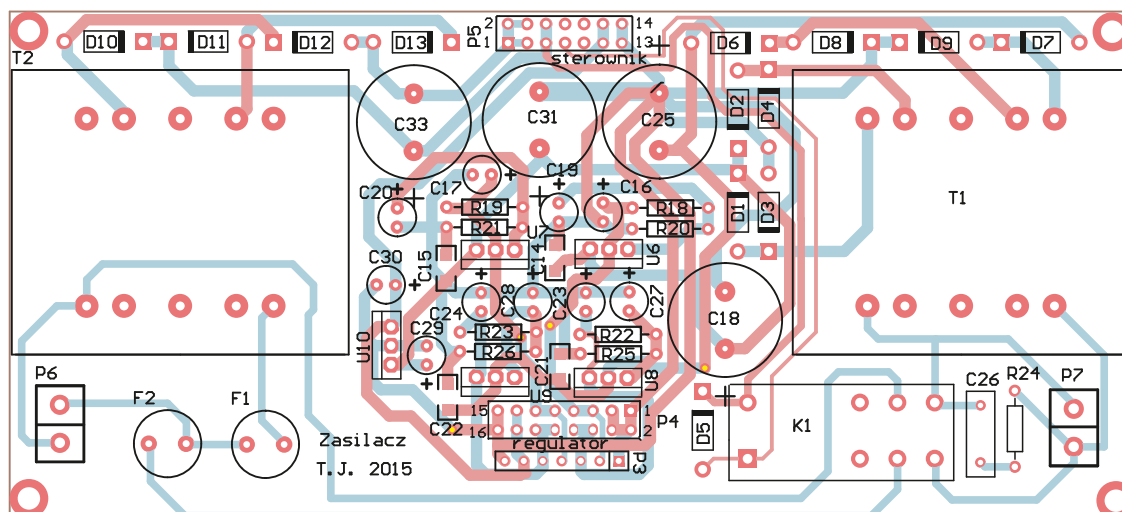 D10
D11
D12
D13
P5
2
14
1
13
sterownik
D6
D8
D9
D7
T2
C33
C31
C25
D2
D4
C17
C19
C16
C20
R19
R18
R21
R20
D1
D3
T1
U7
U6
C15
C14
C30
C28
C23
C27
C24
C18
U10
C29
R23
R22
R26
R25
C21
U9
U8
P6
F2
F1
C22
15
1
16
2
P4
regulator
P3
Zasilacz
T.J. 2015
D5
K1
C26
R24
P7